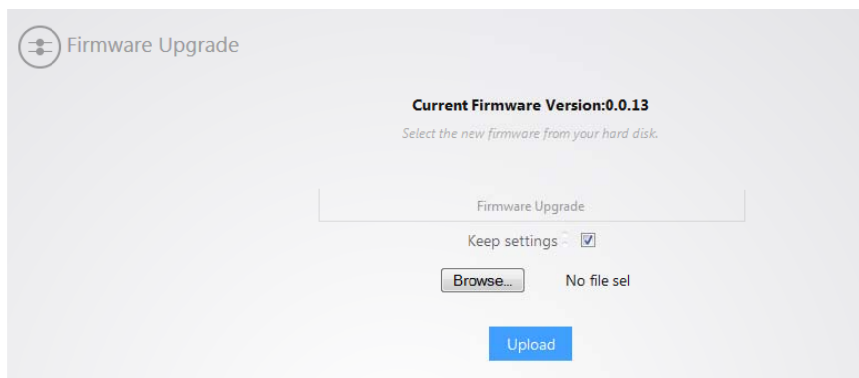 Firmware Upgrade
Current Firmware Version:0.0.13
Select the new firmware from your hard disk.
Firmware Upgrade
Keep settings
Browse... No file sel
Upload